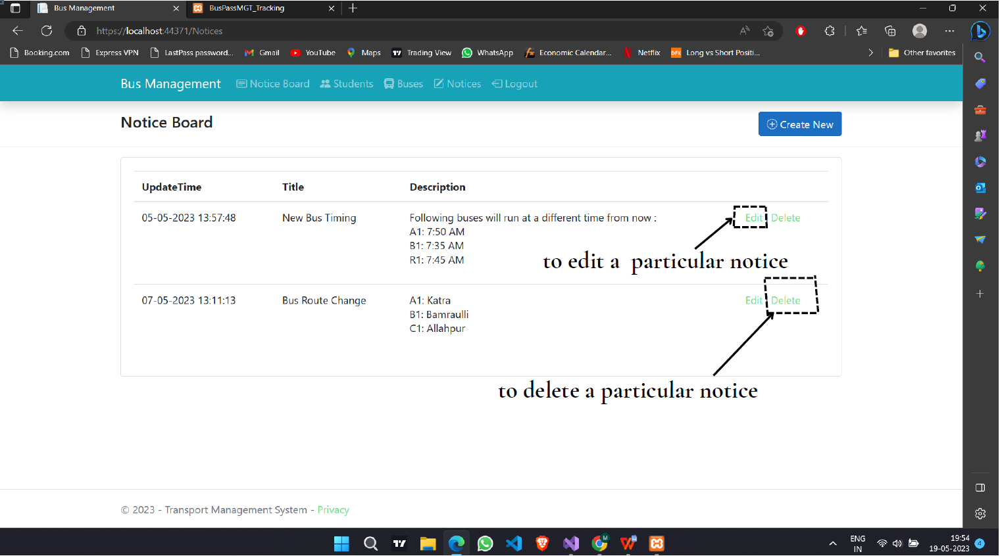 Bus Management
BusPassMGT_Tracking
https://localhost:44371/Notices
Booking.com Express VPN LastPass password... Gmail YouTube Maps Trading View WhatsApp Economic Calendar... Netflix Long vs Short Positi... Other favorites
Bus Management Notice Board Students Buses Notices Logout
Notice Board
Create New
UpdateTime Title Description
05-05-2023 13:57:48 New Bus Timing Following buses will run at a different time from now : Edit Delete
A1: 7:50 AM
B1: 7:35 AM
R1: 7:45 AM
to edit a particular notice
07-05-2023 13:11:13 Bus Route Change A1: Katra Edit Delete
B1: Bamraulli
C1: Allahpur
to delete a particular notice
© 2023 - Transport Management System - Privacy
ENG
IN
19:54
19-05-2023
4